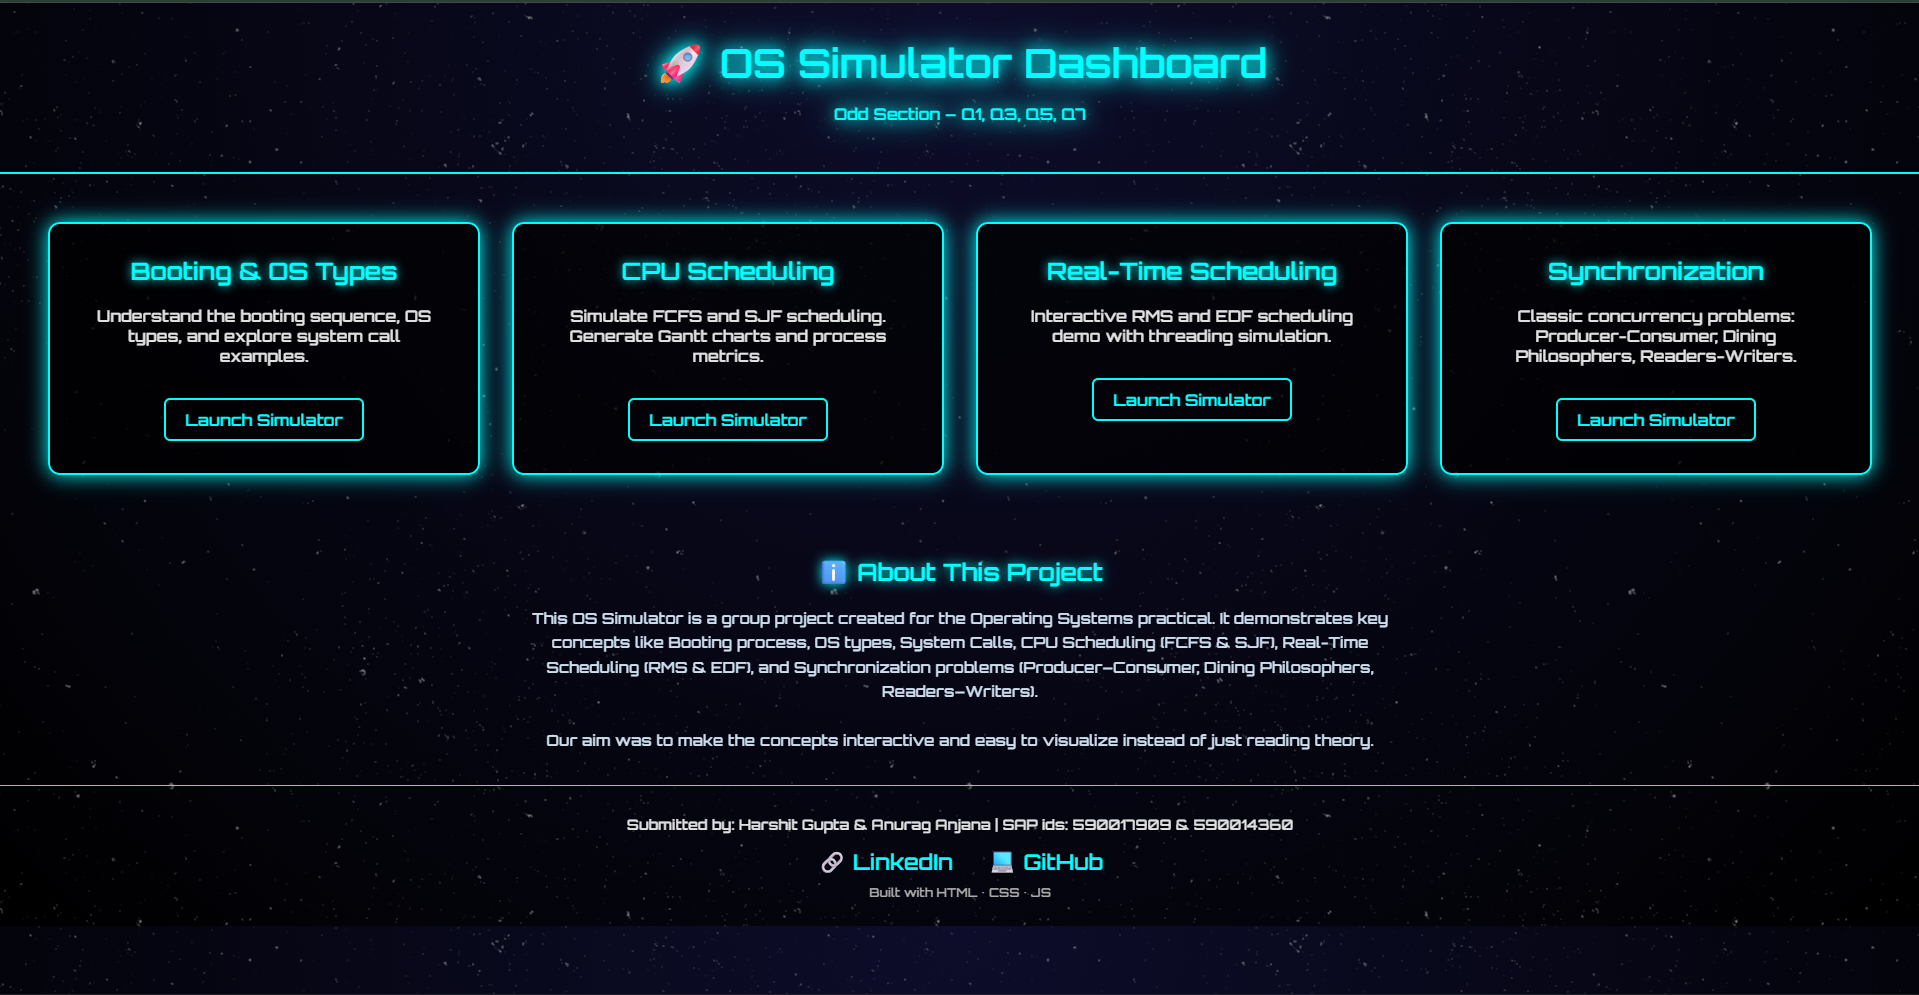 🚀 OS Simulator Dashboard
Odd Section – Q1, Q3, Q5, Q7
Booting & OS Types
Understand the booting sequence, OS
types, and explore system call
examples.
Launch Simulator
CPU Scheduling
Simulate FCFS and SJF scheduling.
Generate Gantt charts and process
metrics.
Launch Simulator
Real-Time Scheduling
Interactive RMS and EDF scheduling
demo with threading simulation.
Launch Simulator
Synchronization
Classic concurrency problems:
Producer-Consumer, Dining
Philosophers, Readers-Writers.
Launch Simulator
ℹ️ About This Project
This OS Simulator is a group project created for the Operating Systems practical. It demonstrates key
concepts like Booting process, OS types, System Calls, CPU Scheduling (FCFS & SJF), Real-Time
Scheduling (RMS & EDF), and Synchronization problems (Producer–Consumer, Dining Philosophers,
Readers–Writers).
Our aim was to make the concepts interactive and easy to visualize instead of just reading theory.
Submitted by: Harshit Gupta & Anurag Anjana | SAP ids: 590017909 & 590014360
🔗 LinkedIn 💻 GitHub
Built with HTML · CSS · JS